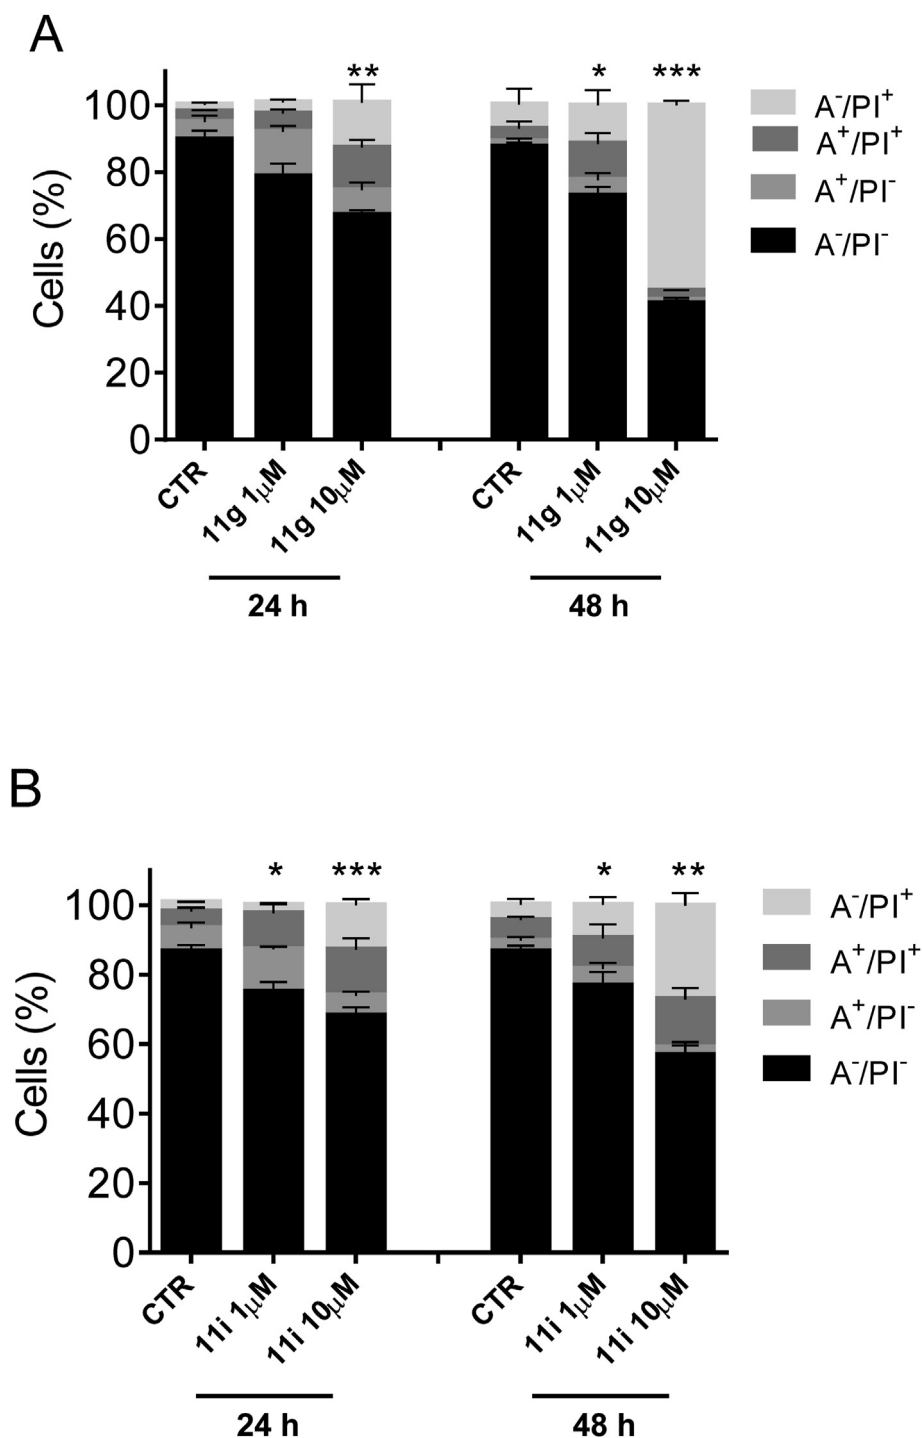 A
Cells (%)
100
80
60
40
20
0
**
*
***
A⁻/PI⁺
A⁺/PI⁺
A⁺/PI⁻
A⁻/PI⁻
CTR
11g 1µM
11g 10µM
CTR
11g 1µM
11g 10µM
24 h
48 h
B
Cells (%)
100
80
60
40
20
0
*
***
*
**
A⁻/PI⁺
A⁺/PI⁺
A⁺/PI⁻
A⁻/PI⁻
CTR
11i 1µM
11i 10µM
CTR
11i 1µM
11i 10µM
24 h
48 h